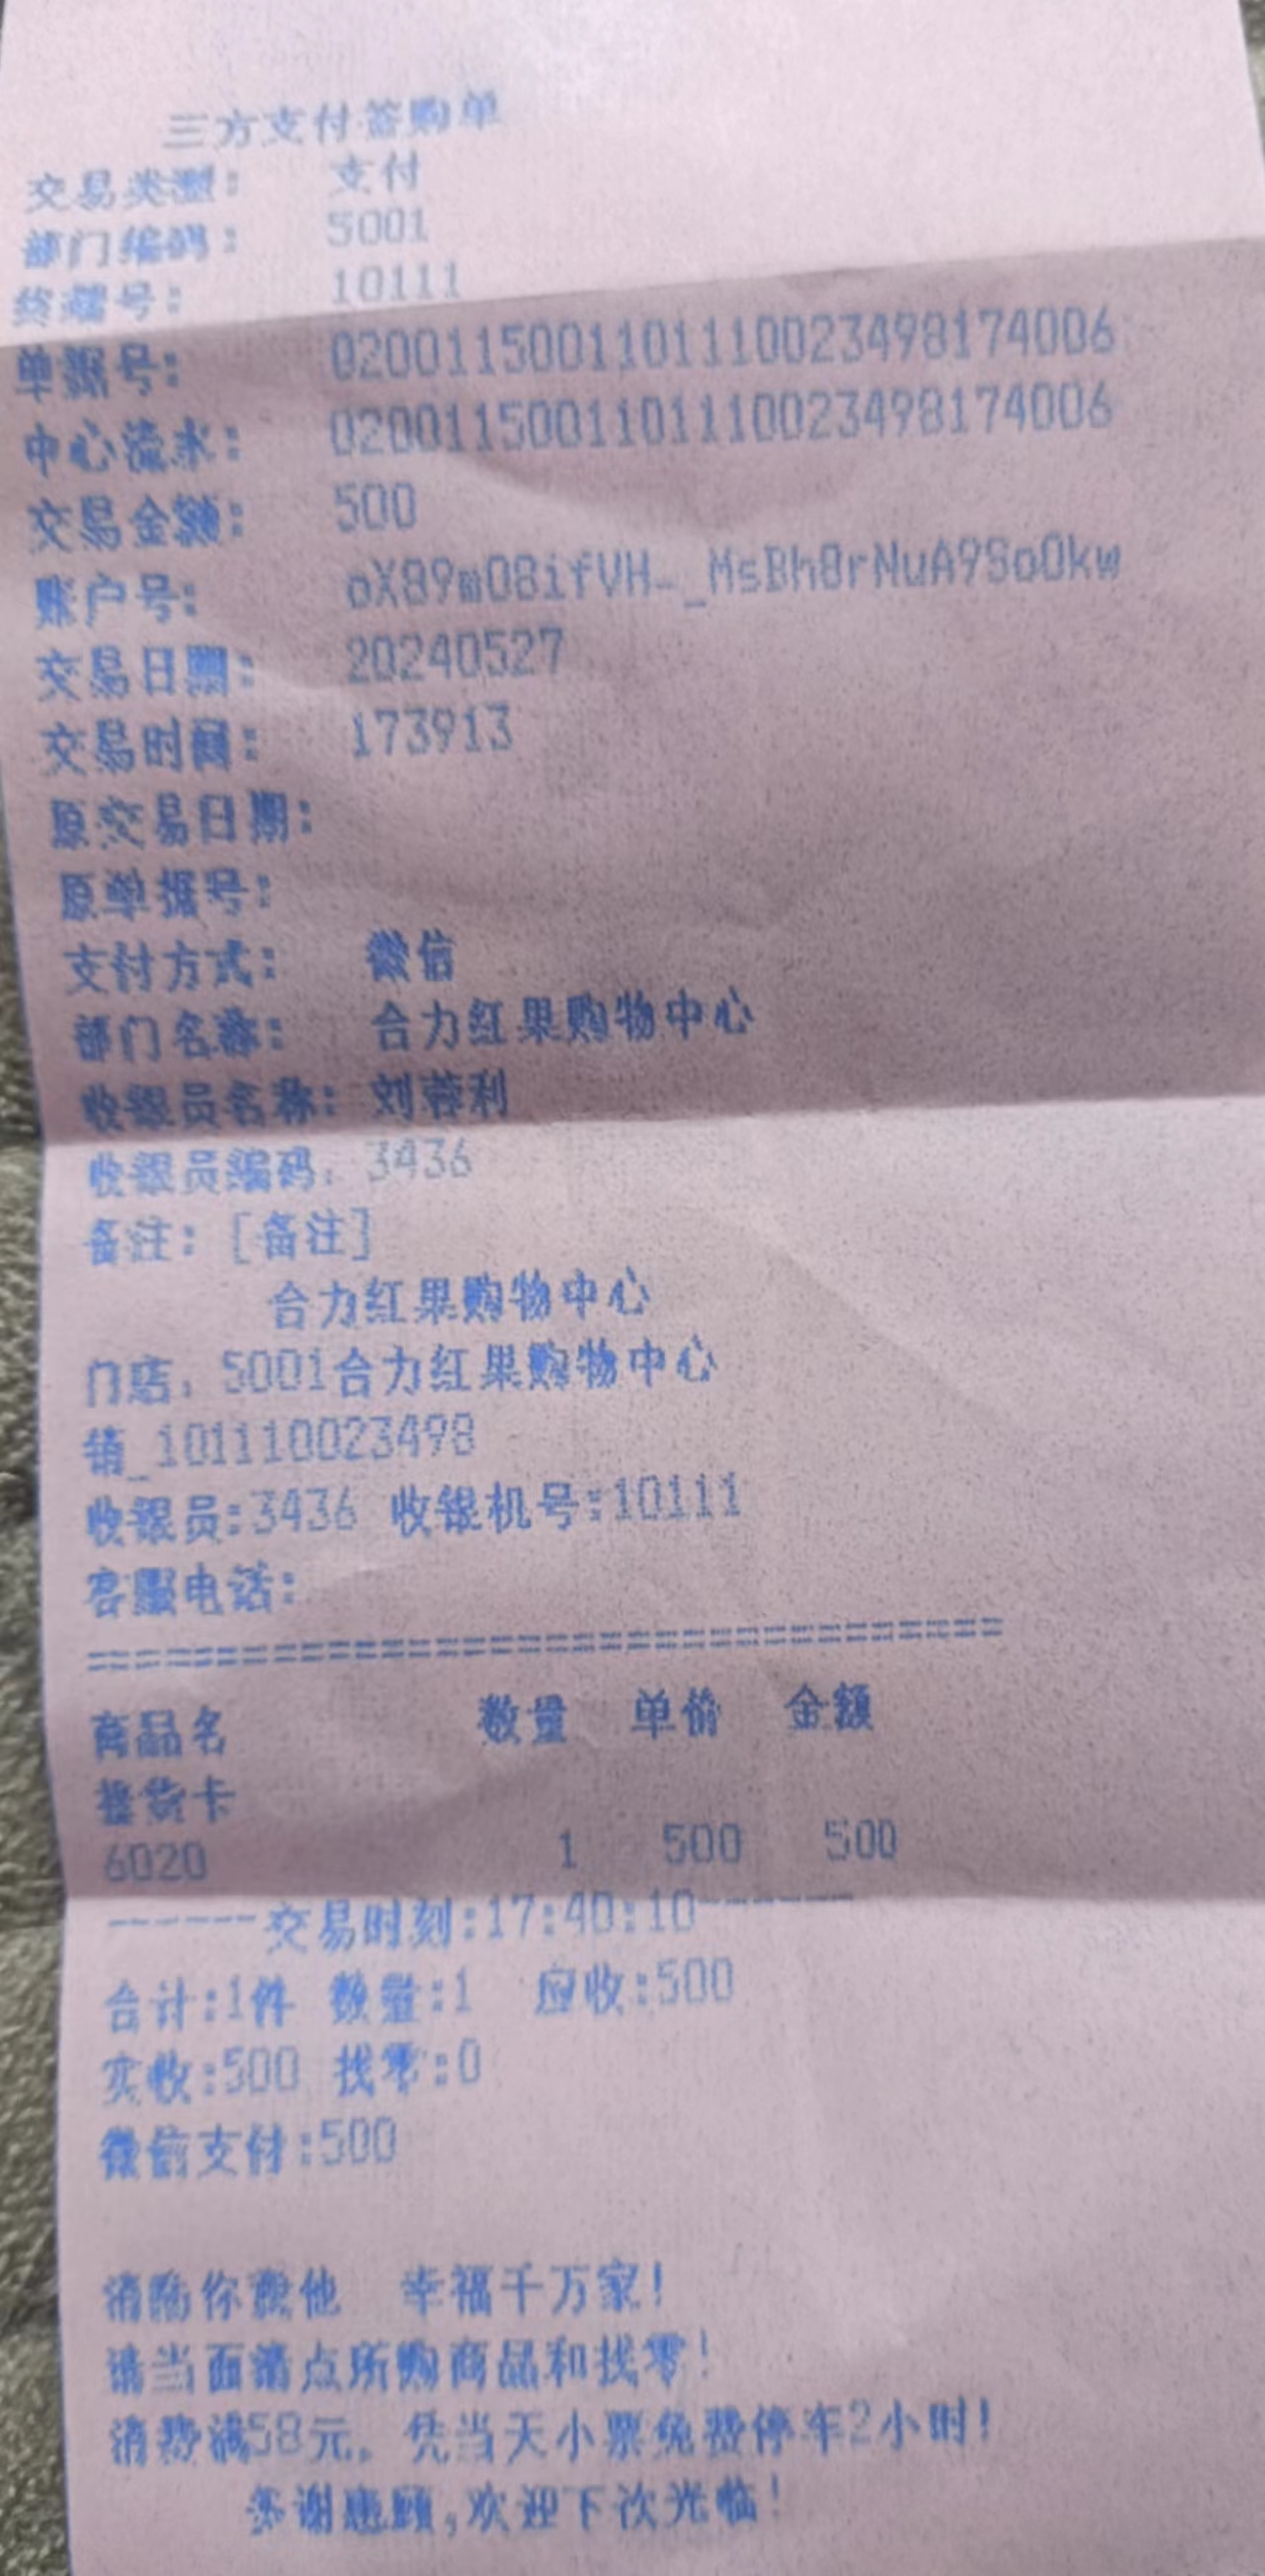 三方支付签购单
交易类型： 支付
部门编码： 5001
终端号： 10111
单据号： 0200115001101110023498174006
中心流水： 0200115001101110023498174006
交易金额： 500
账户号： oX89m08ifVH-_MsBh8rNuA9SoOkw
交易日期： 20240527
交易时间： 173913
原交易日期：
原单据号：
支付方式： 微信
部门名称： 合力红果购物中心
收银员名称： 刘蓉利
收银员编码： 3436
备注：[备注]
合力红果购物中心
门店：5001合力红果购物中心
销_101110023498
收银员:3436 收银机号:10111
客服电话：
======================================
商品名 数量 单价 金额
提货卡
6020 1 500 500
------交易时刻:17:40:10------
合计:1件 数量:1 应收:500
实收:500 找零:0
微信支付:500
消防你我他 幸福千万家！
请当面清点所购商品和找零！
消费满58元，凭当天小票免费停车2小时！
多谢惠顾,欢迎下次光临！